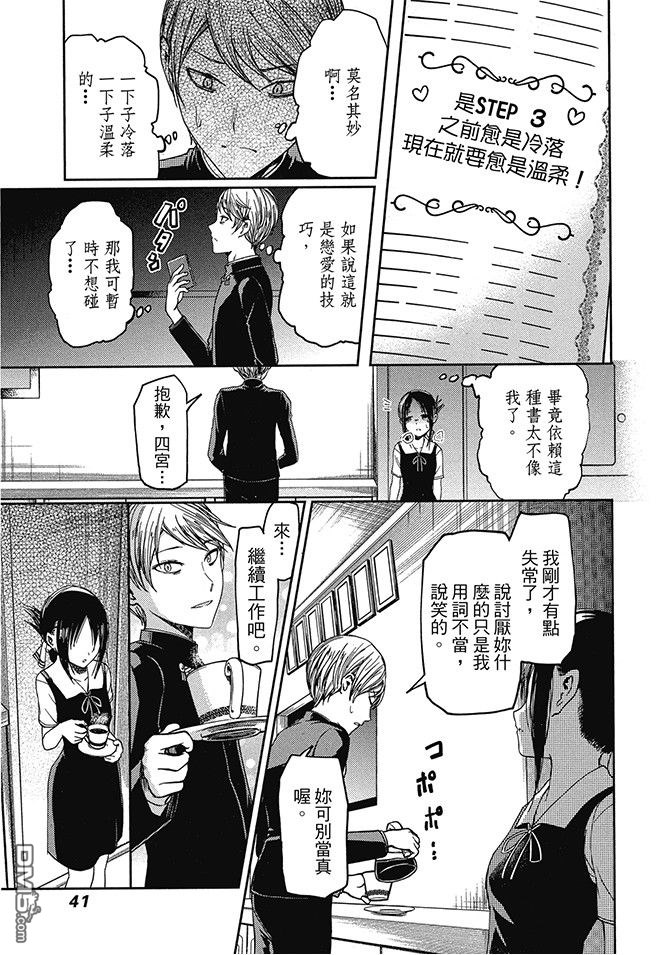 是STEP 3
之前愈是冷落
現在就要愈是溫柔！
莫名其妙
啊…
一下子冷落
一下子溫柔
的…
如果說這就
是戀愛的技
巧，
パタ…
那我可暫
時不想碰
了…
畢竟依賴這
種書太不像
我了。
抱歉，四宮…
我剛才有點
失常了，
說討厭妳什
麼的只是我
用詞不當，
說笑的。
コポポ…
妳可別當真
喔。
來…
繼續工作吧。
41